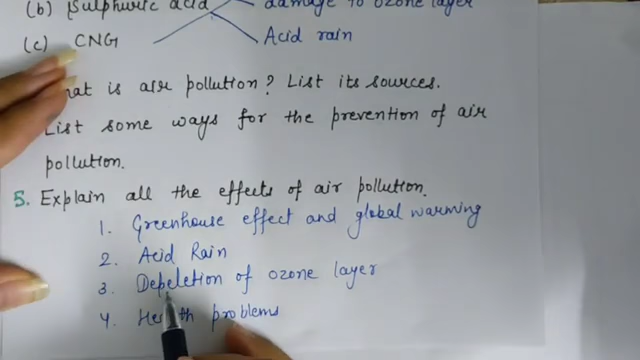 (b) Sulphuric acid damage to ozone layer
(c) CNG Acid rain
what is air pollution? List its sources.
List some ways for the prevention of air
pollution.
5. Explain all the effects of air pollution.
1. Greenhouse effect and global warming
2. Acid Rain
3. Depeletion of ozone layer
4. Health problems